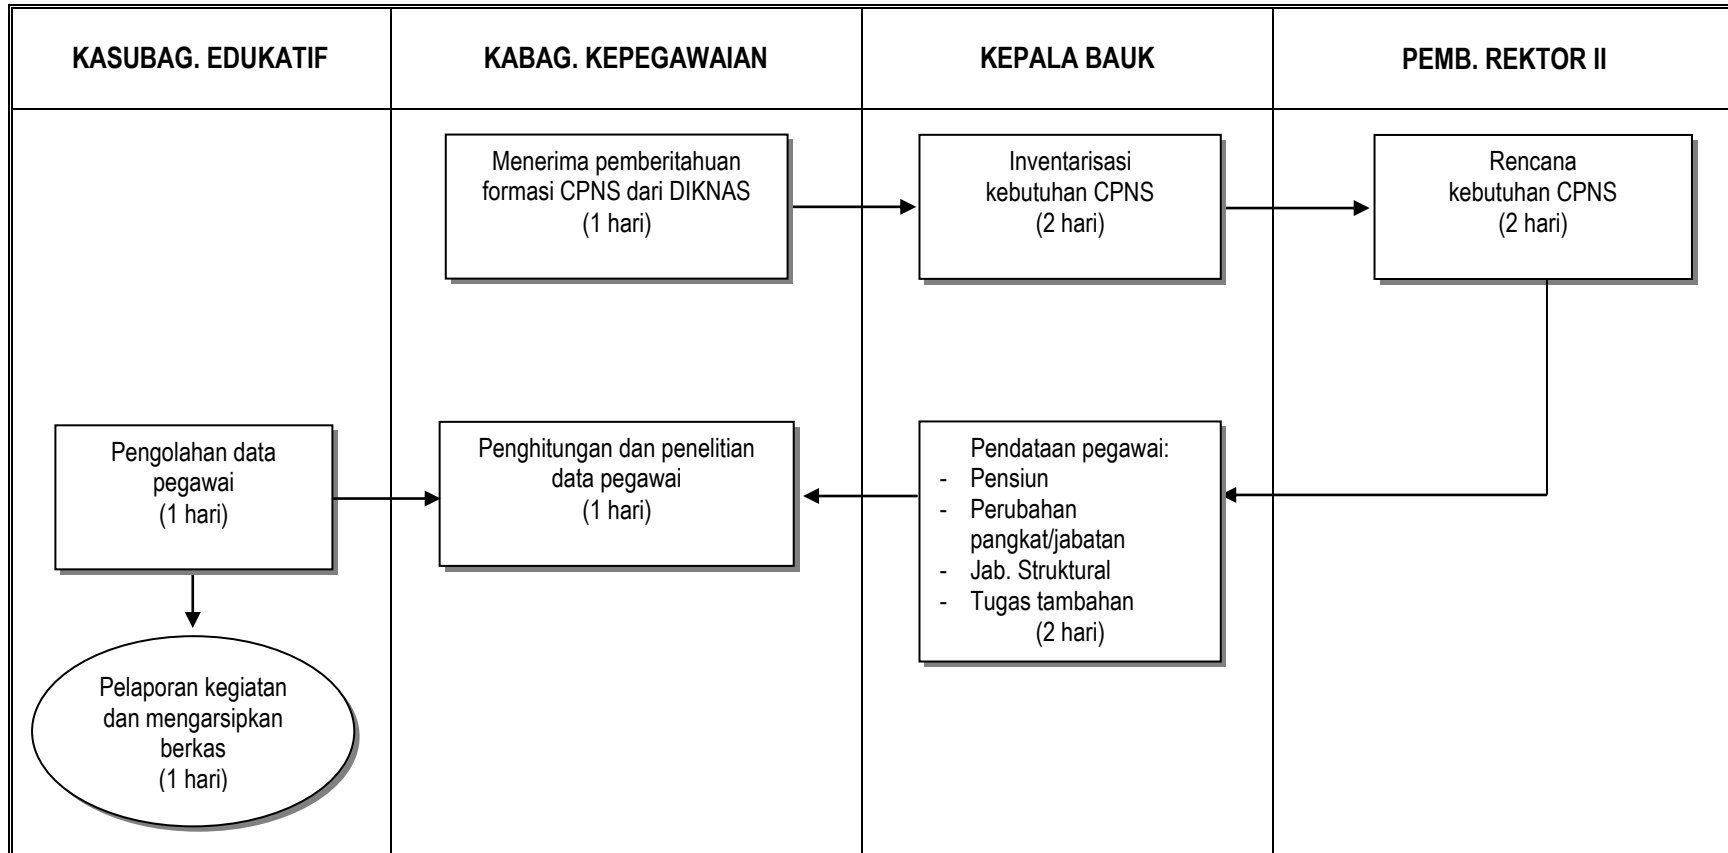 KASUBAG. EDUKATIF
KABAG. KEPEGAWAIAN
KEPALA BAUK
PEMB. REKTOR II
Menerima pemberitahuan
formasi CPNS dari DIKNAS
(1 hari)
Inventarisasi
kebutuhan CPNS
(2 hari)
Rencana
kebutuhan CPNS
(2 hari)
Pengolahan data
pegawai
(1 hari)
Penghitungan dan penelitian
data pegawai
(1 hari)
Pendataan pegawai:
- Pensiun
- Perubahan
pangkat/jabatan
- Jab. Struktural
- Tugas tambahan
(2 hari)
Pelaporan kegiatan
dan mengarsipkan
berkas
(1 hari)